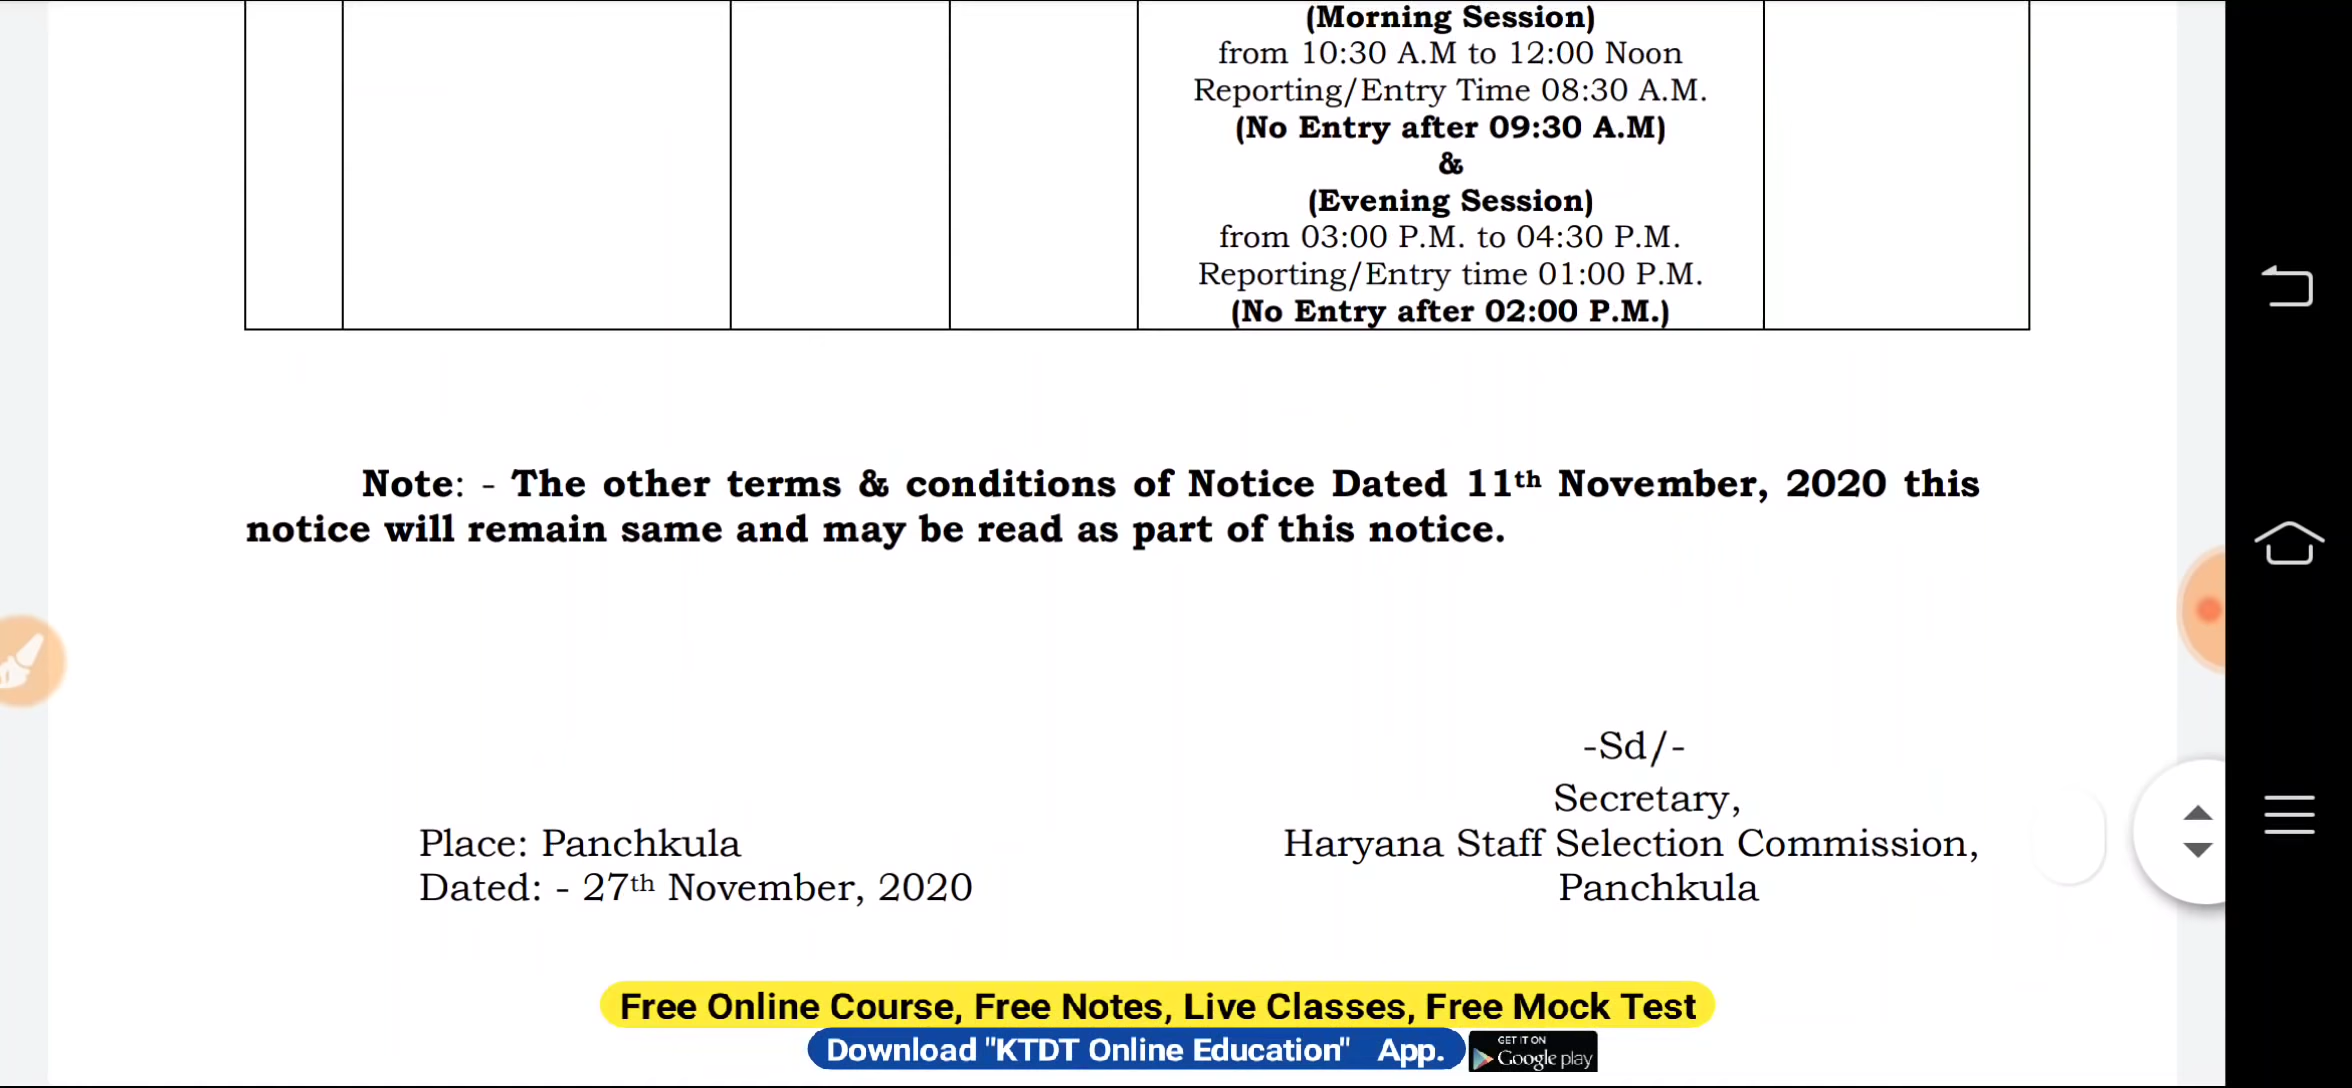 (Morning Session)
from 10:30 A.M to 12:00 Noon
Reporting/Entry Time 08:30 A.M.
(No Entry after 09:30 A.M)
&
(Evening Session)
from 03:00 P.M. to 04:30 P.M.
Reporting/Entry time 01:00 P.M.
(No Entry after 02:00 P.M.)
Note: - The other terms & conditions of Notice Dated 11th November, 2020 this
notice will remain same and may be read as part of this notice.
-Sd/-
Secretary,
Place: Panchkula
Haryana Staff Selection Commission,
Dated: - 27th November, 2020
Panchkula
Free Online Course, Free Notes, Live Classes, Free Mock Test
Download "KTDT Online Education" App.
GET IT ON
Google play